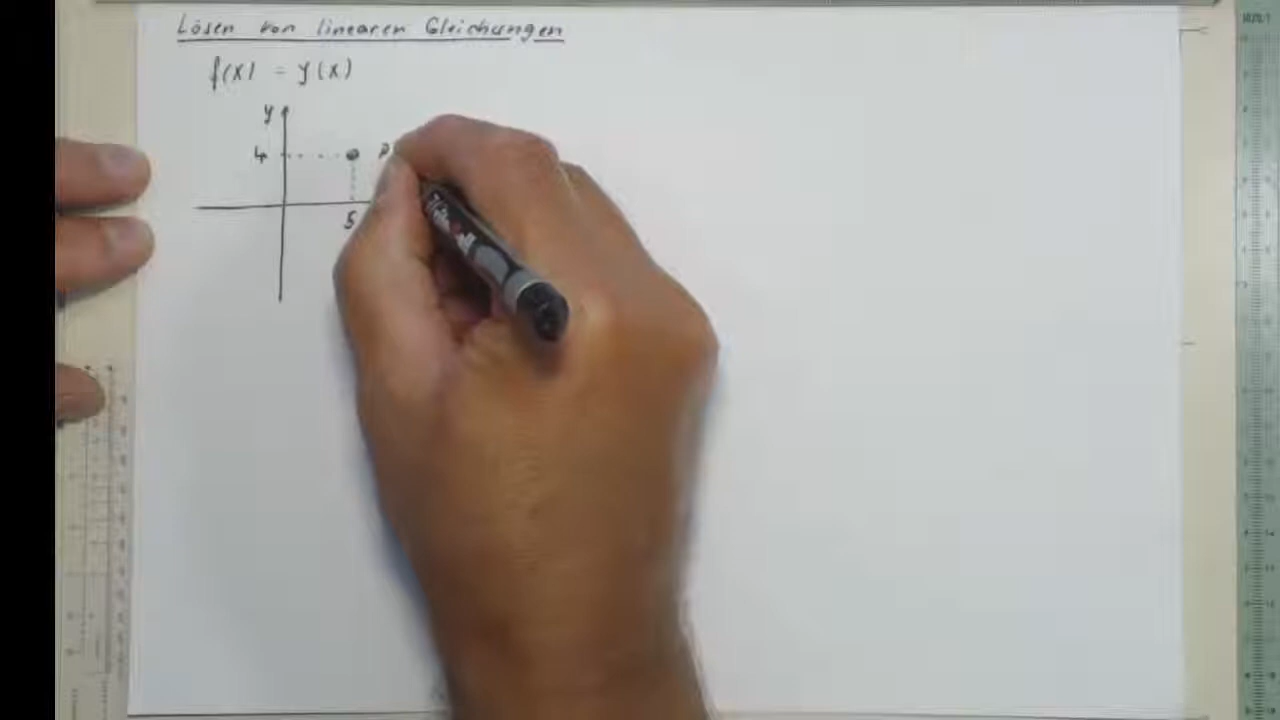 Lösen von linearen Gleichungen
f(x) = y(x)
y
4 P
5